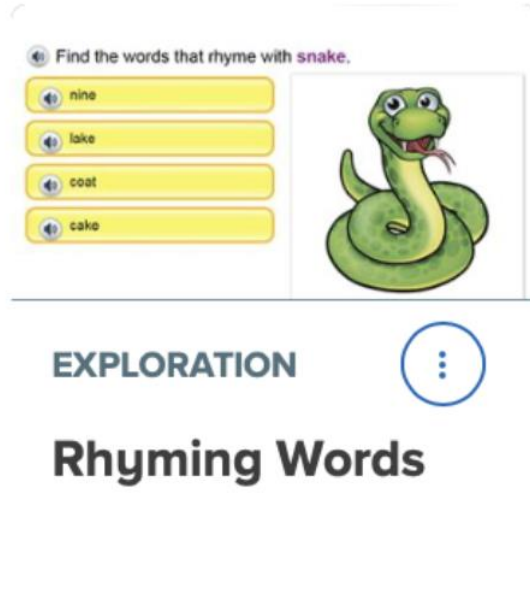 Find the words that rhyme with snake.
nine
lake
coat
cake
EXPLORATION
Rhyming Words